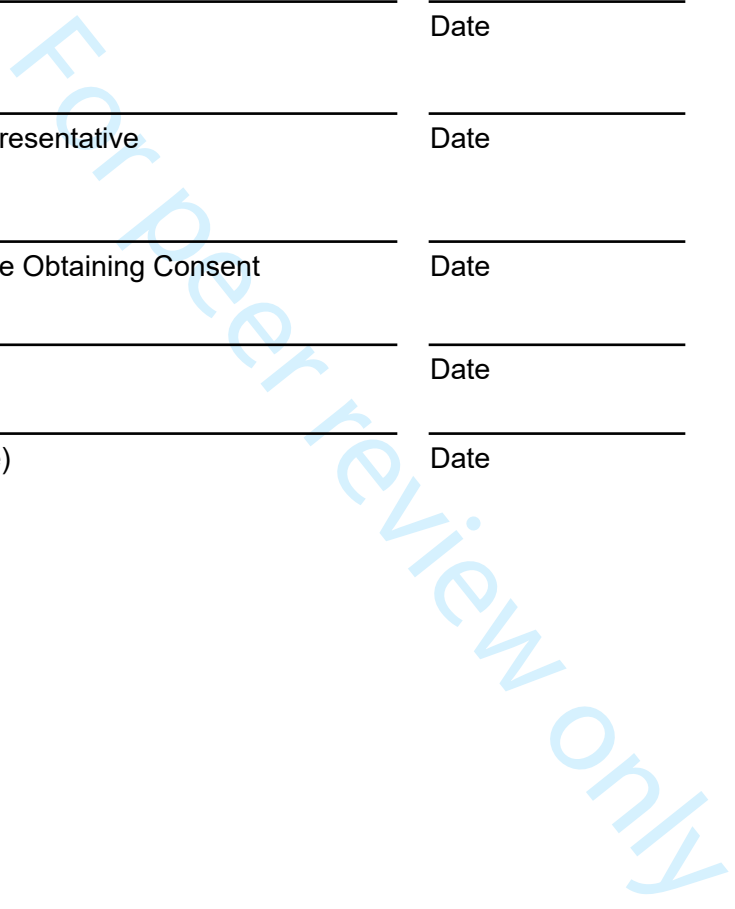 Date
resentative Date
e Obtaining Consent Date
Date
) Date
For peer review only